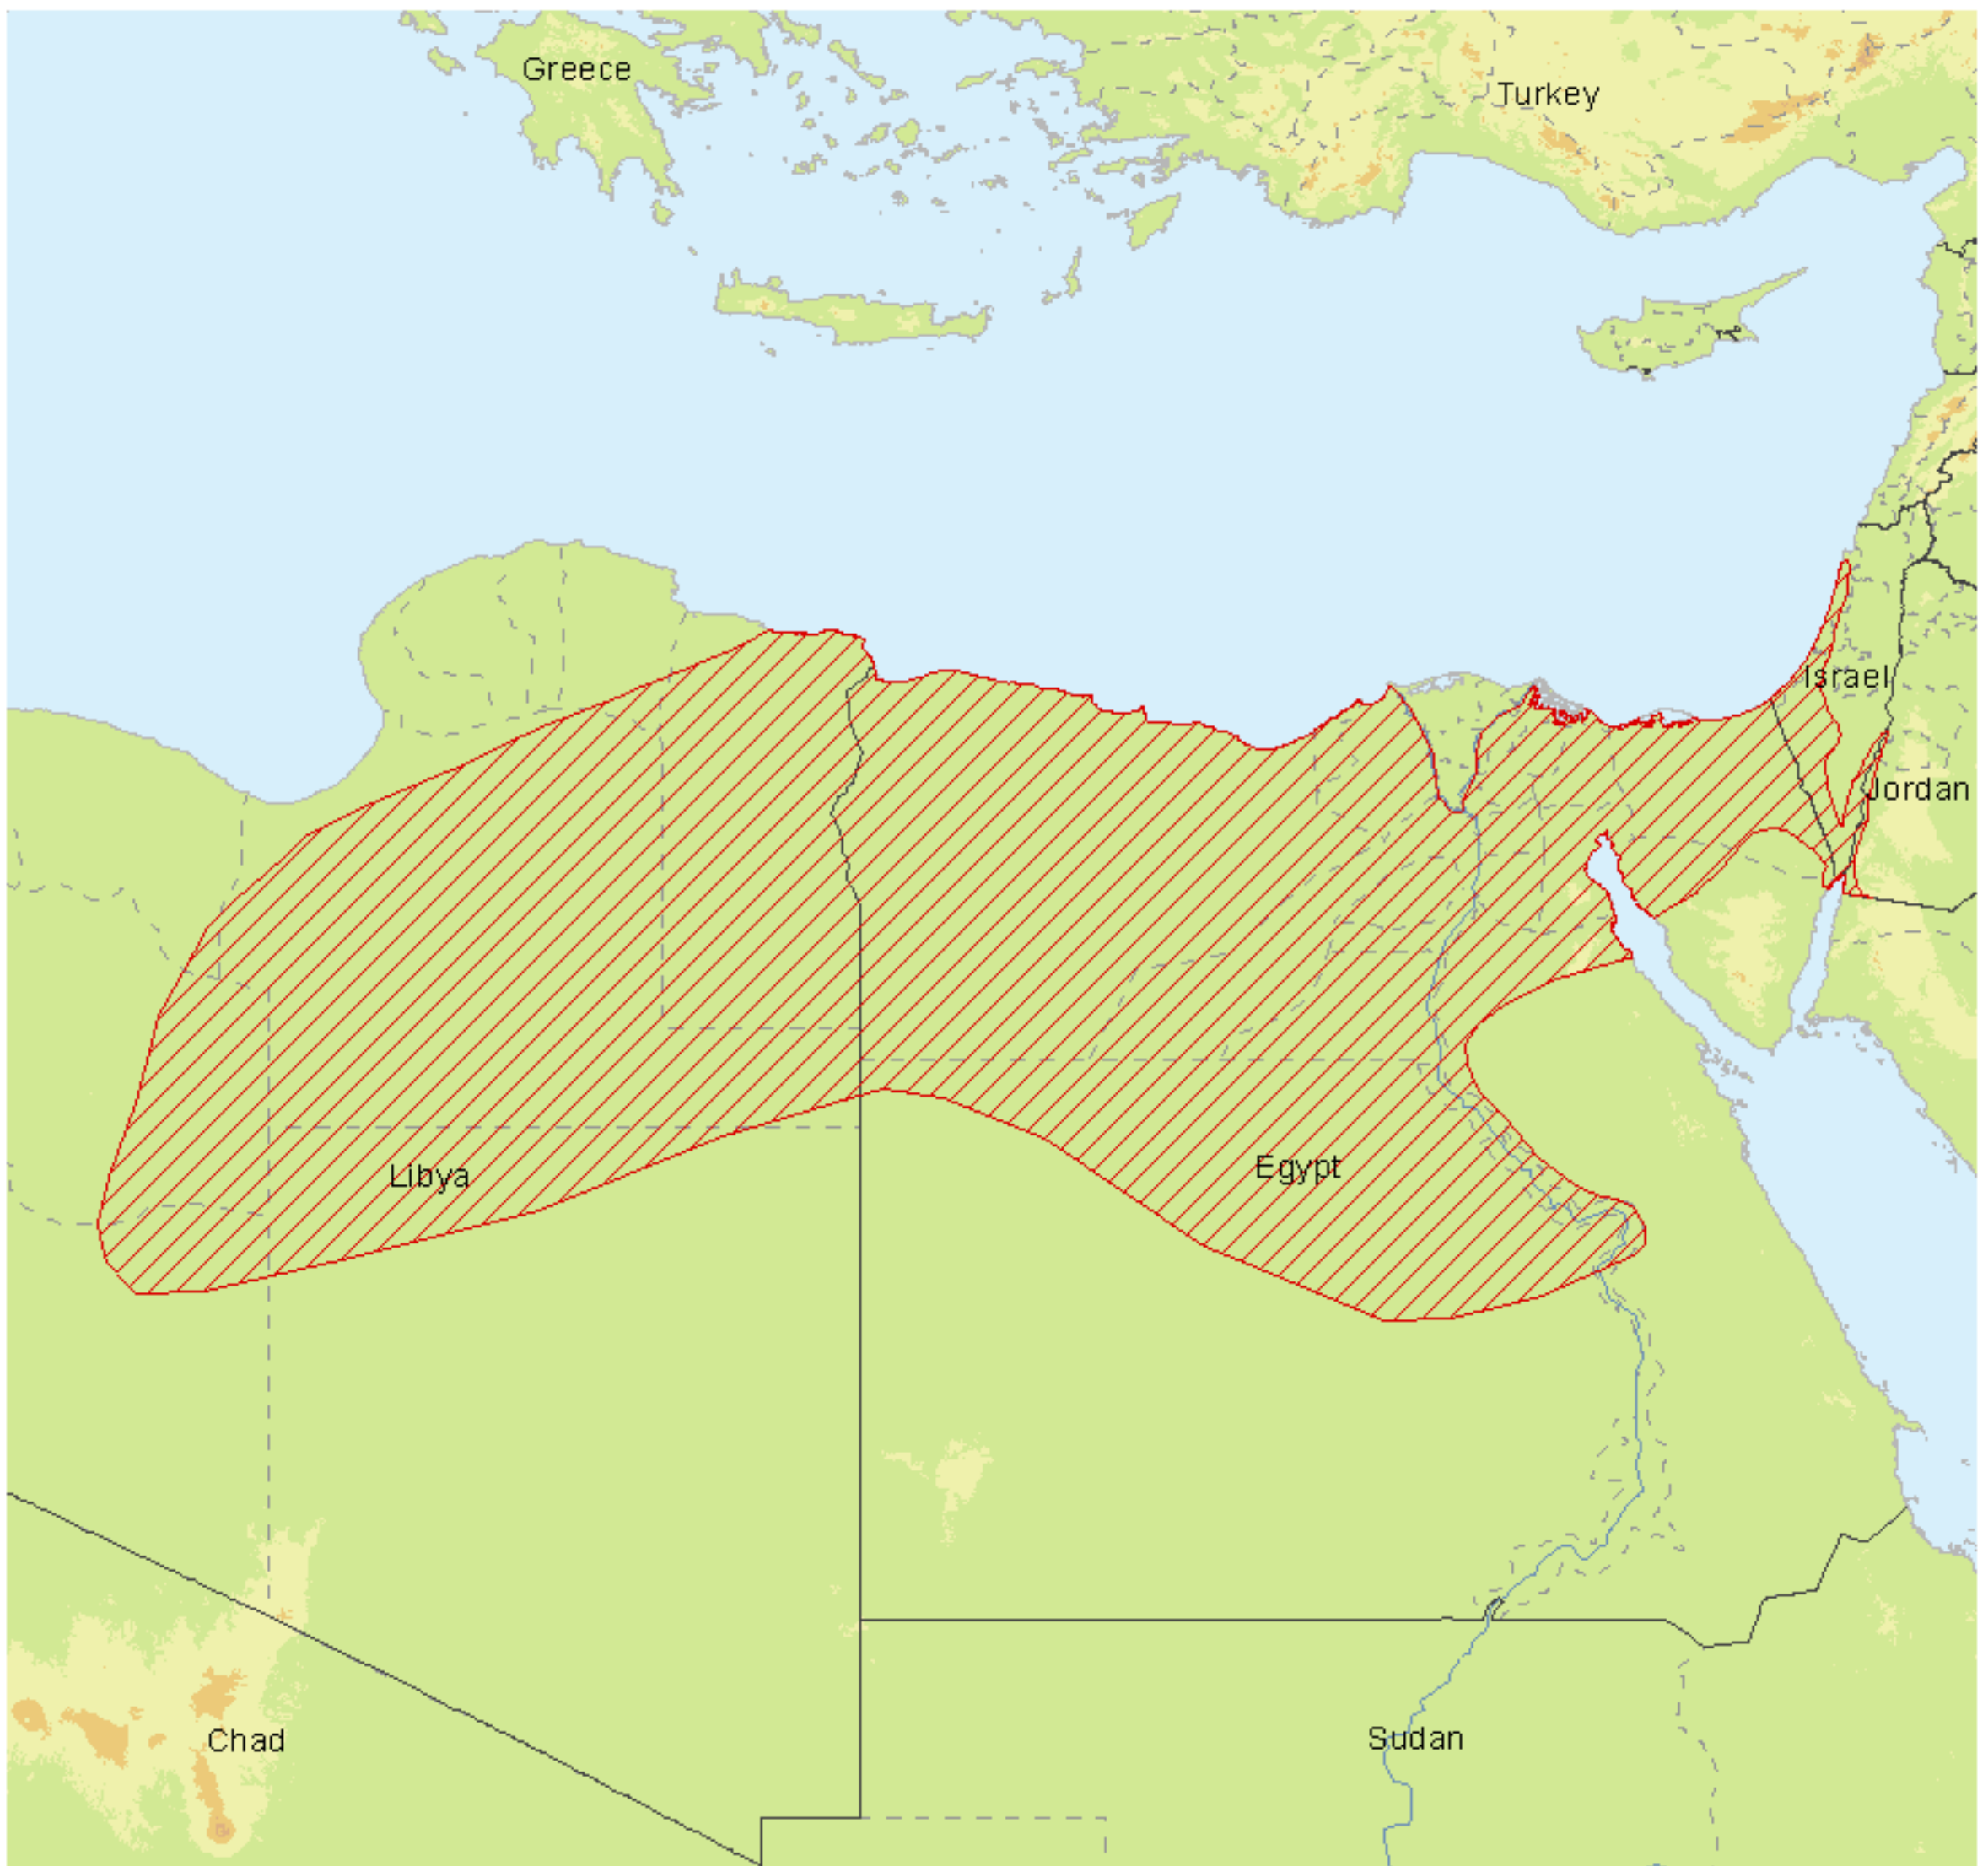 Greece
Turkey
Israel
Jordan
Libya
Egypt
Chad
Sudan